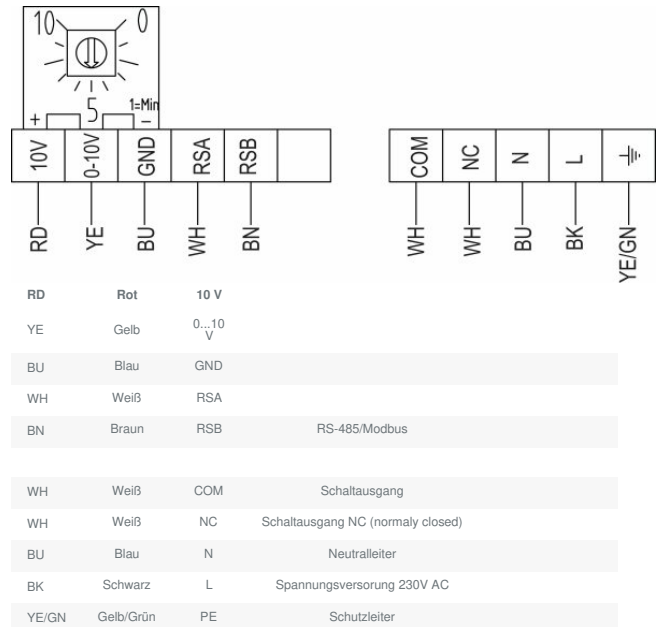 10 0
5 1=Min
+ –
10V 0-10V GND RSA RSB COM NC N L
RD YE BU WH BN WH WH BU BK YE/GN
RD Rot 10 V
YE Gelb 0...10
V
BU Blau GND
WH Weiß RSA
BN Braun RSB RS-485/Modbus
WH Weiß COM Schaltausgang
WH Weiß NC Schaltausgang NC (normaly closed)
BU Blau N Neutralleiter
BK Schwarz L Spannungsversorung 230V AC
YE/GN Gelb/Grün PE Schutzleiter